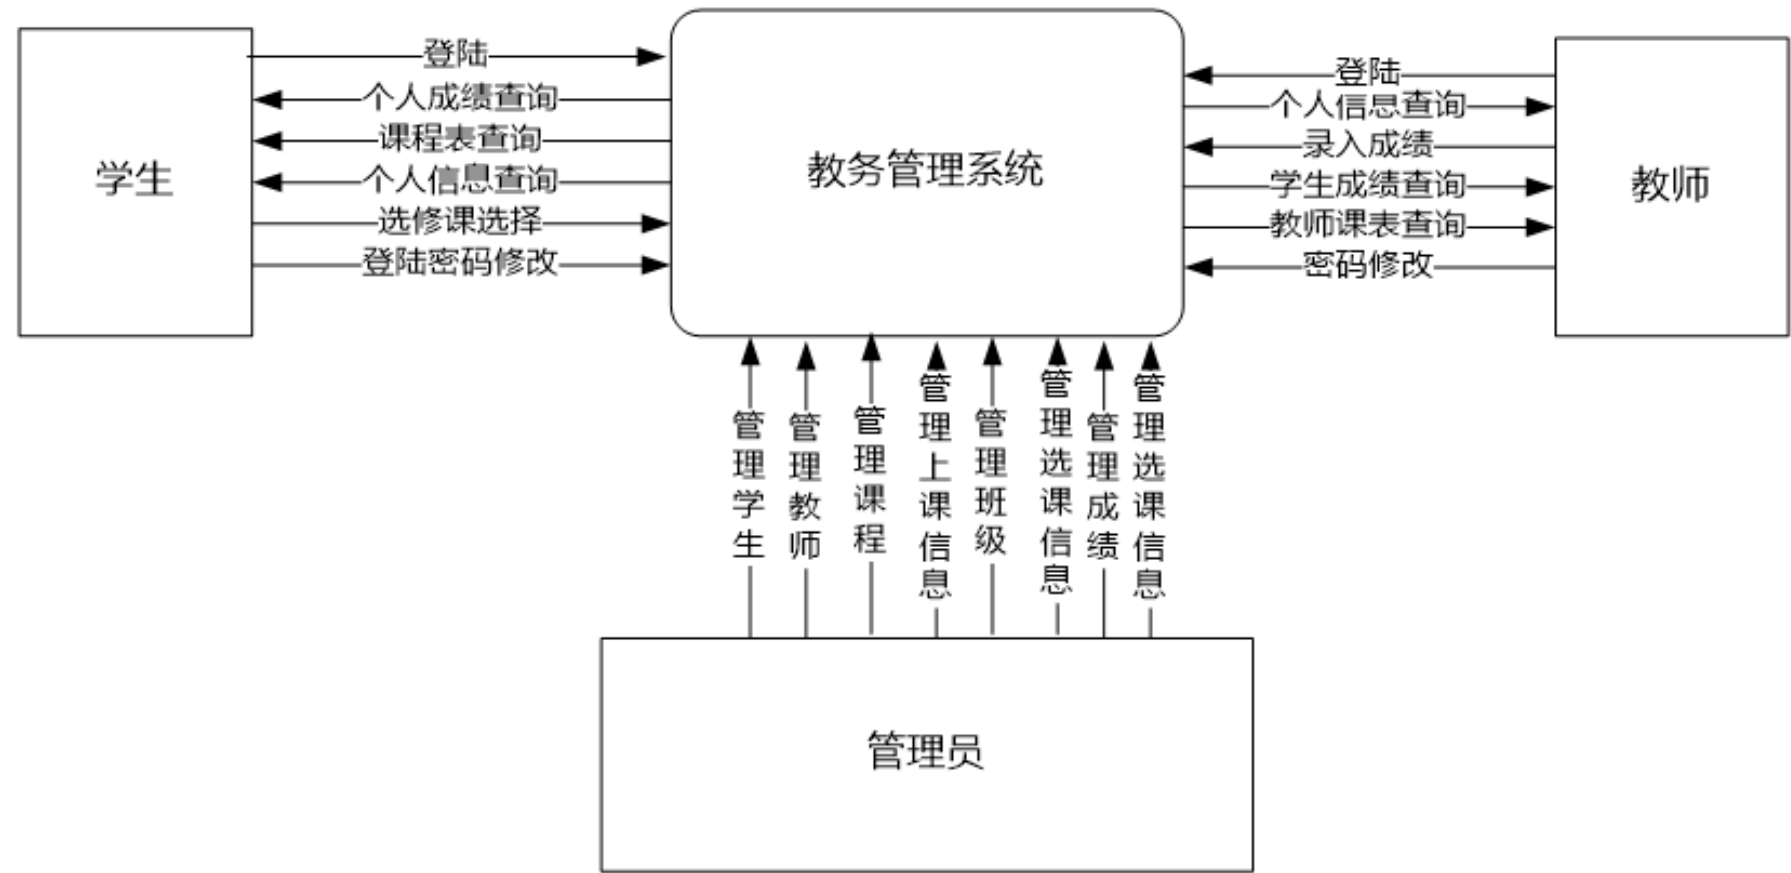 学生
登陆
个人成绩查询
课程表查询
个人信息查询
选修课选择
登陆密码修改
教务管理系统
登陆
个人信息查询
录入成绩
学生成绩查询
教师课表查询
密码修改
教师
管理学生
管理教师
管理课程
管理上课信息
管理班级
管理选课信息
管理成绩
管理选课信息
管理员